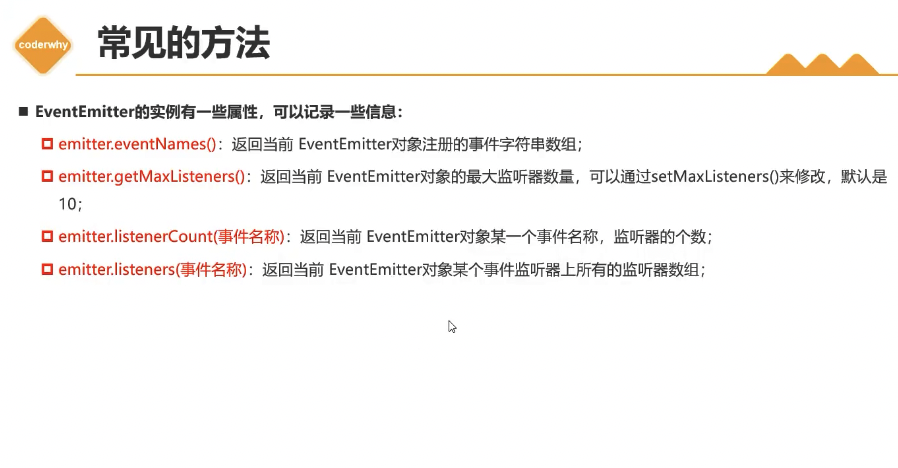 coderwhy
常见的方法
EventEmitter的实例有一些属性，可以记录一些信息：
emitter.eventNames()：返回当前 EventEmitter对象注册的事件字符串数组；
emitter.getMaxListeners()：返回当前 EventEmitter对象的最大监听器数量，可以通过setMaxListeners()来修改，默认是
10；
emitter.listenerCount(事件名称)：返回当前 EventEmitter对象某一个事件名称，监听器的个数；
emitter.listeners(事件名称)：返回当前 EventEmitter对象某个事件监听器上所有的监听器数组；